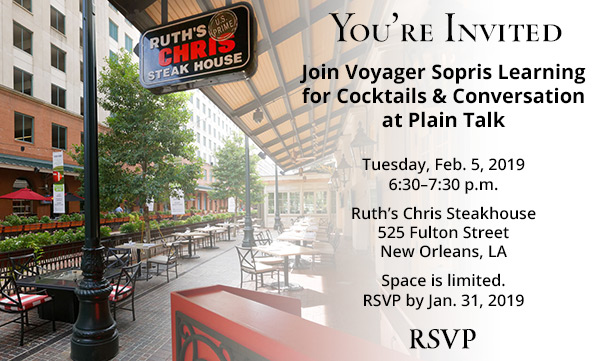 RUTH'S
U.S.
PRIME
CHRIS
STEAK HOUSE
You're Invited
Join Voyager Sopris Learning
for Cocktails & Conversation
at Plain Talk
Tuesday, Feb. 5, 2019
6:30–7:30 p.m.
Ruth's Chris Steakhouse
525 Fulton Street
New Orleans, LA
Space is limited.
RSVP by Jan. 31, 2019
RSVP